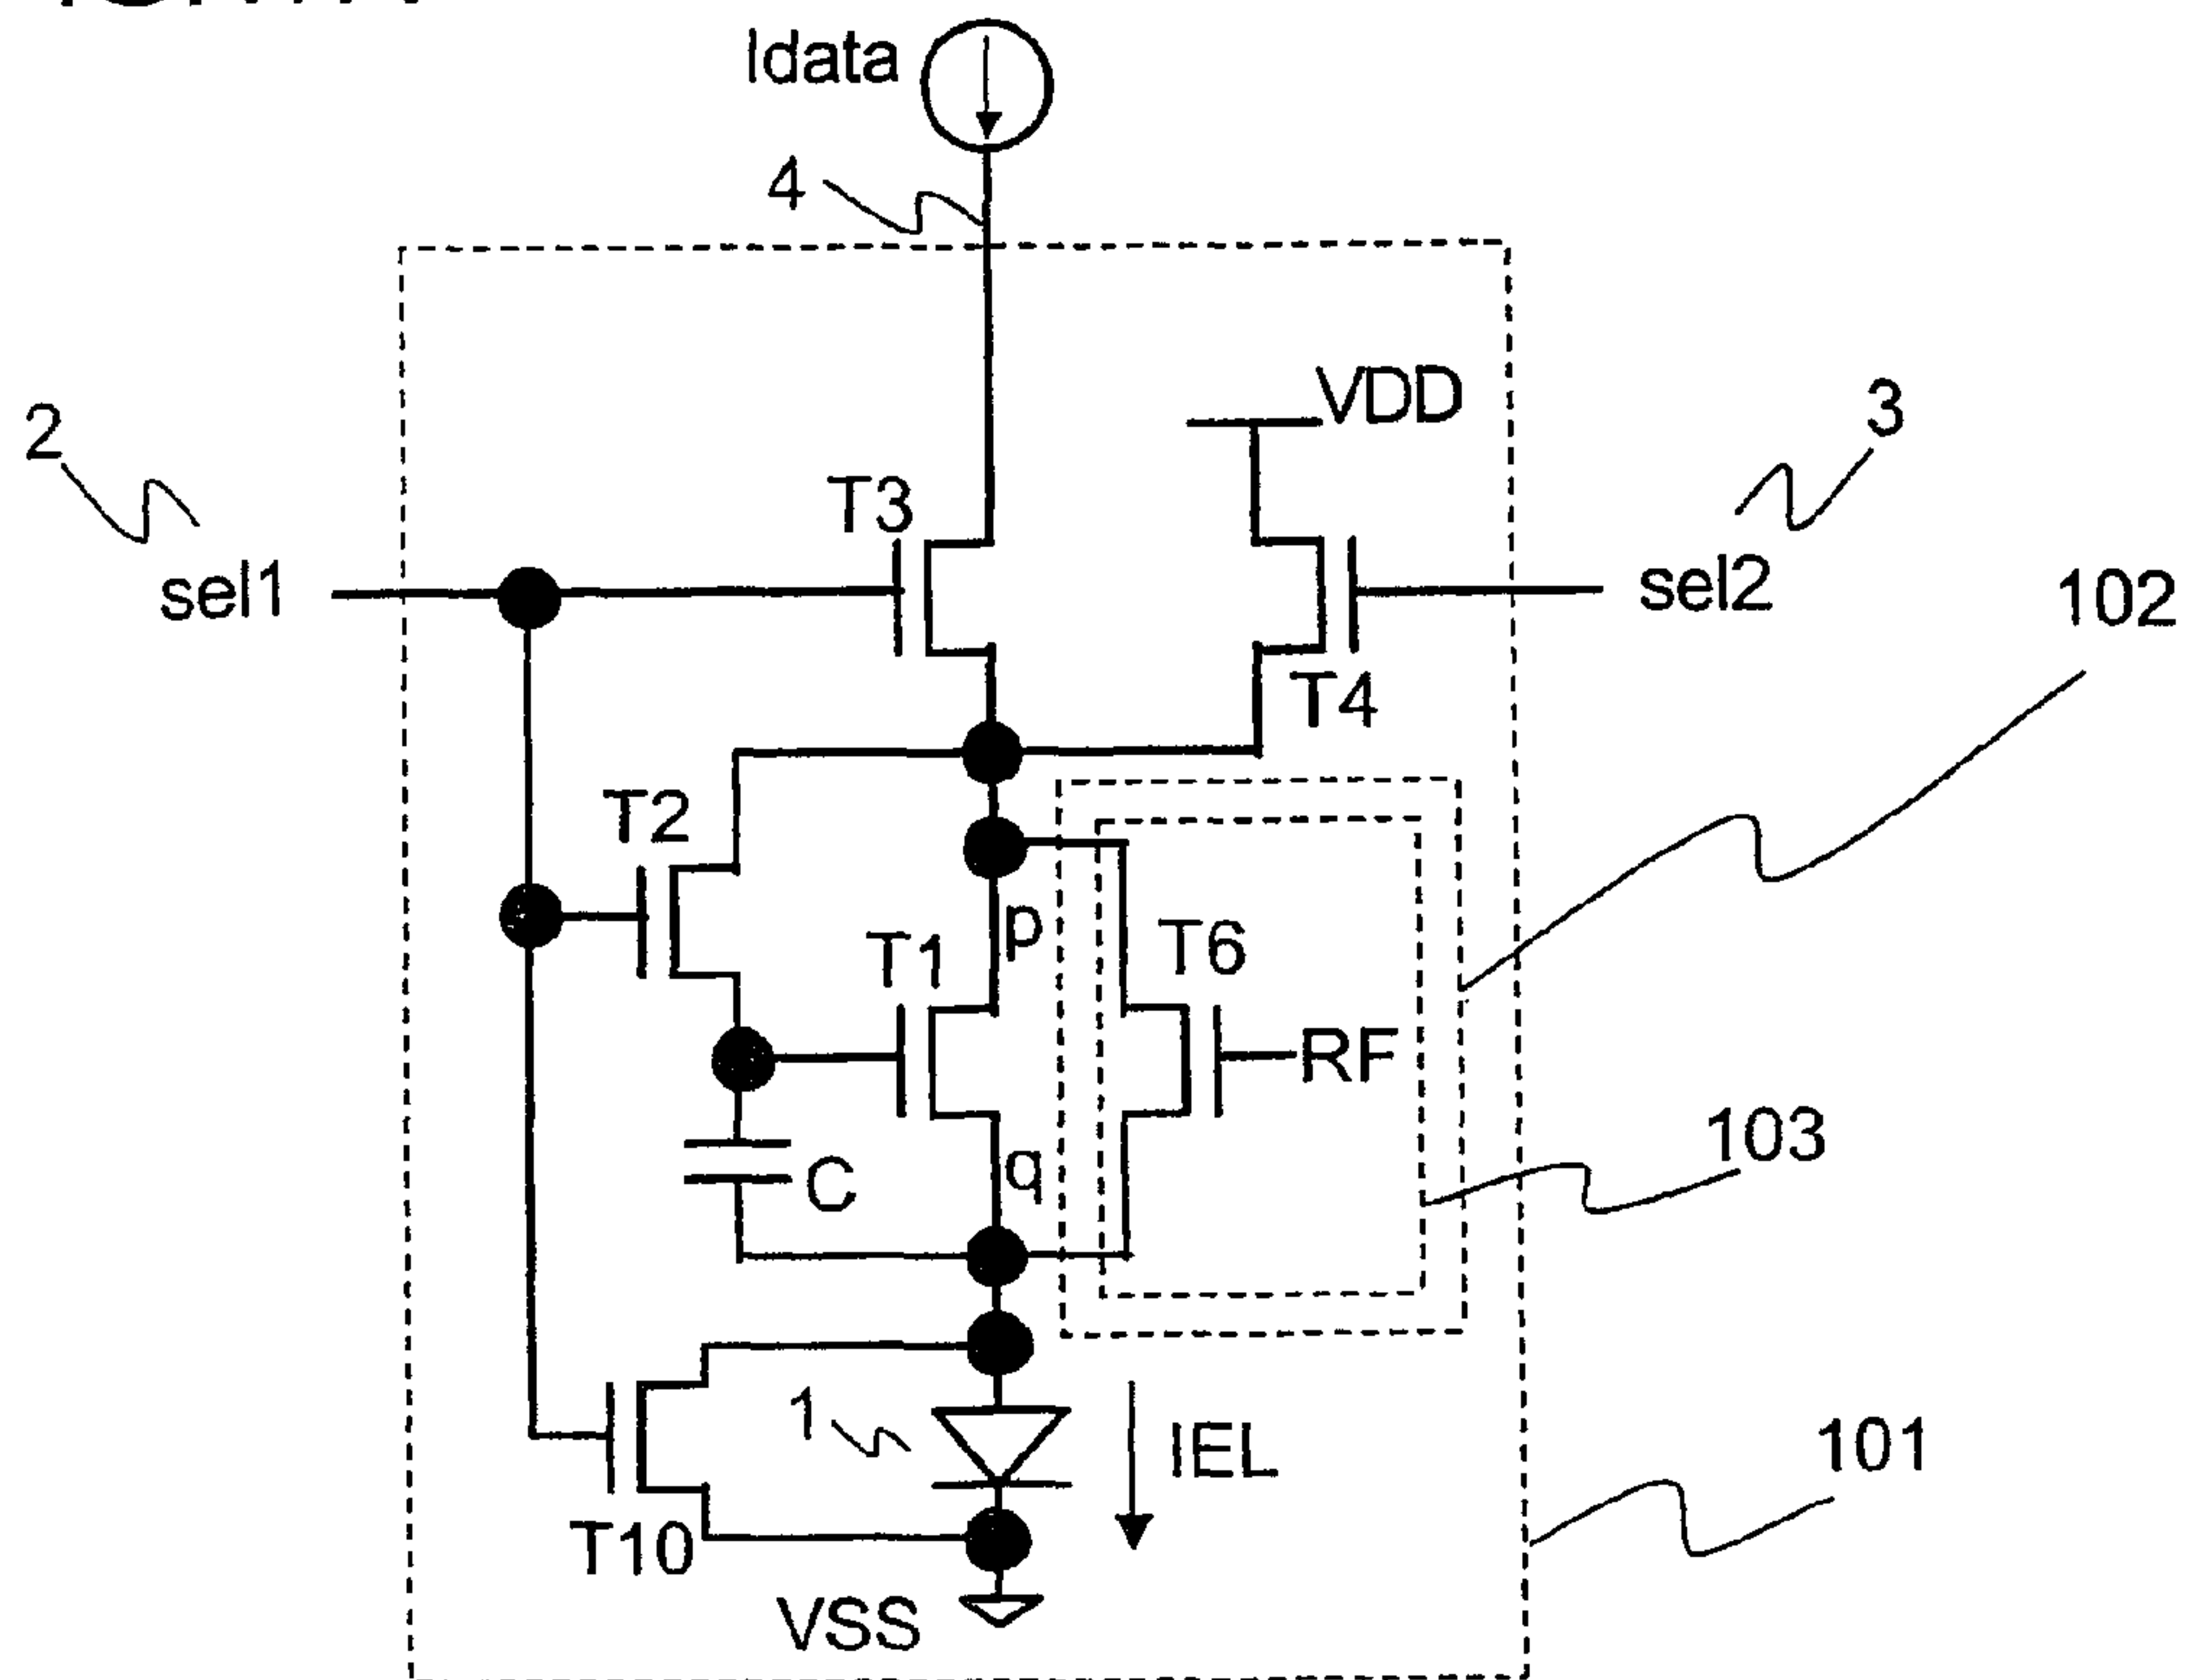 Idata
4
VDD
2
3
T3
sel1
sel2
102
T4
T2
p
T1
T6
RF
103
q
C
1
IEL
101
T10
VSS